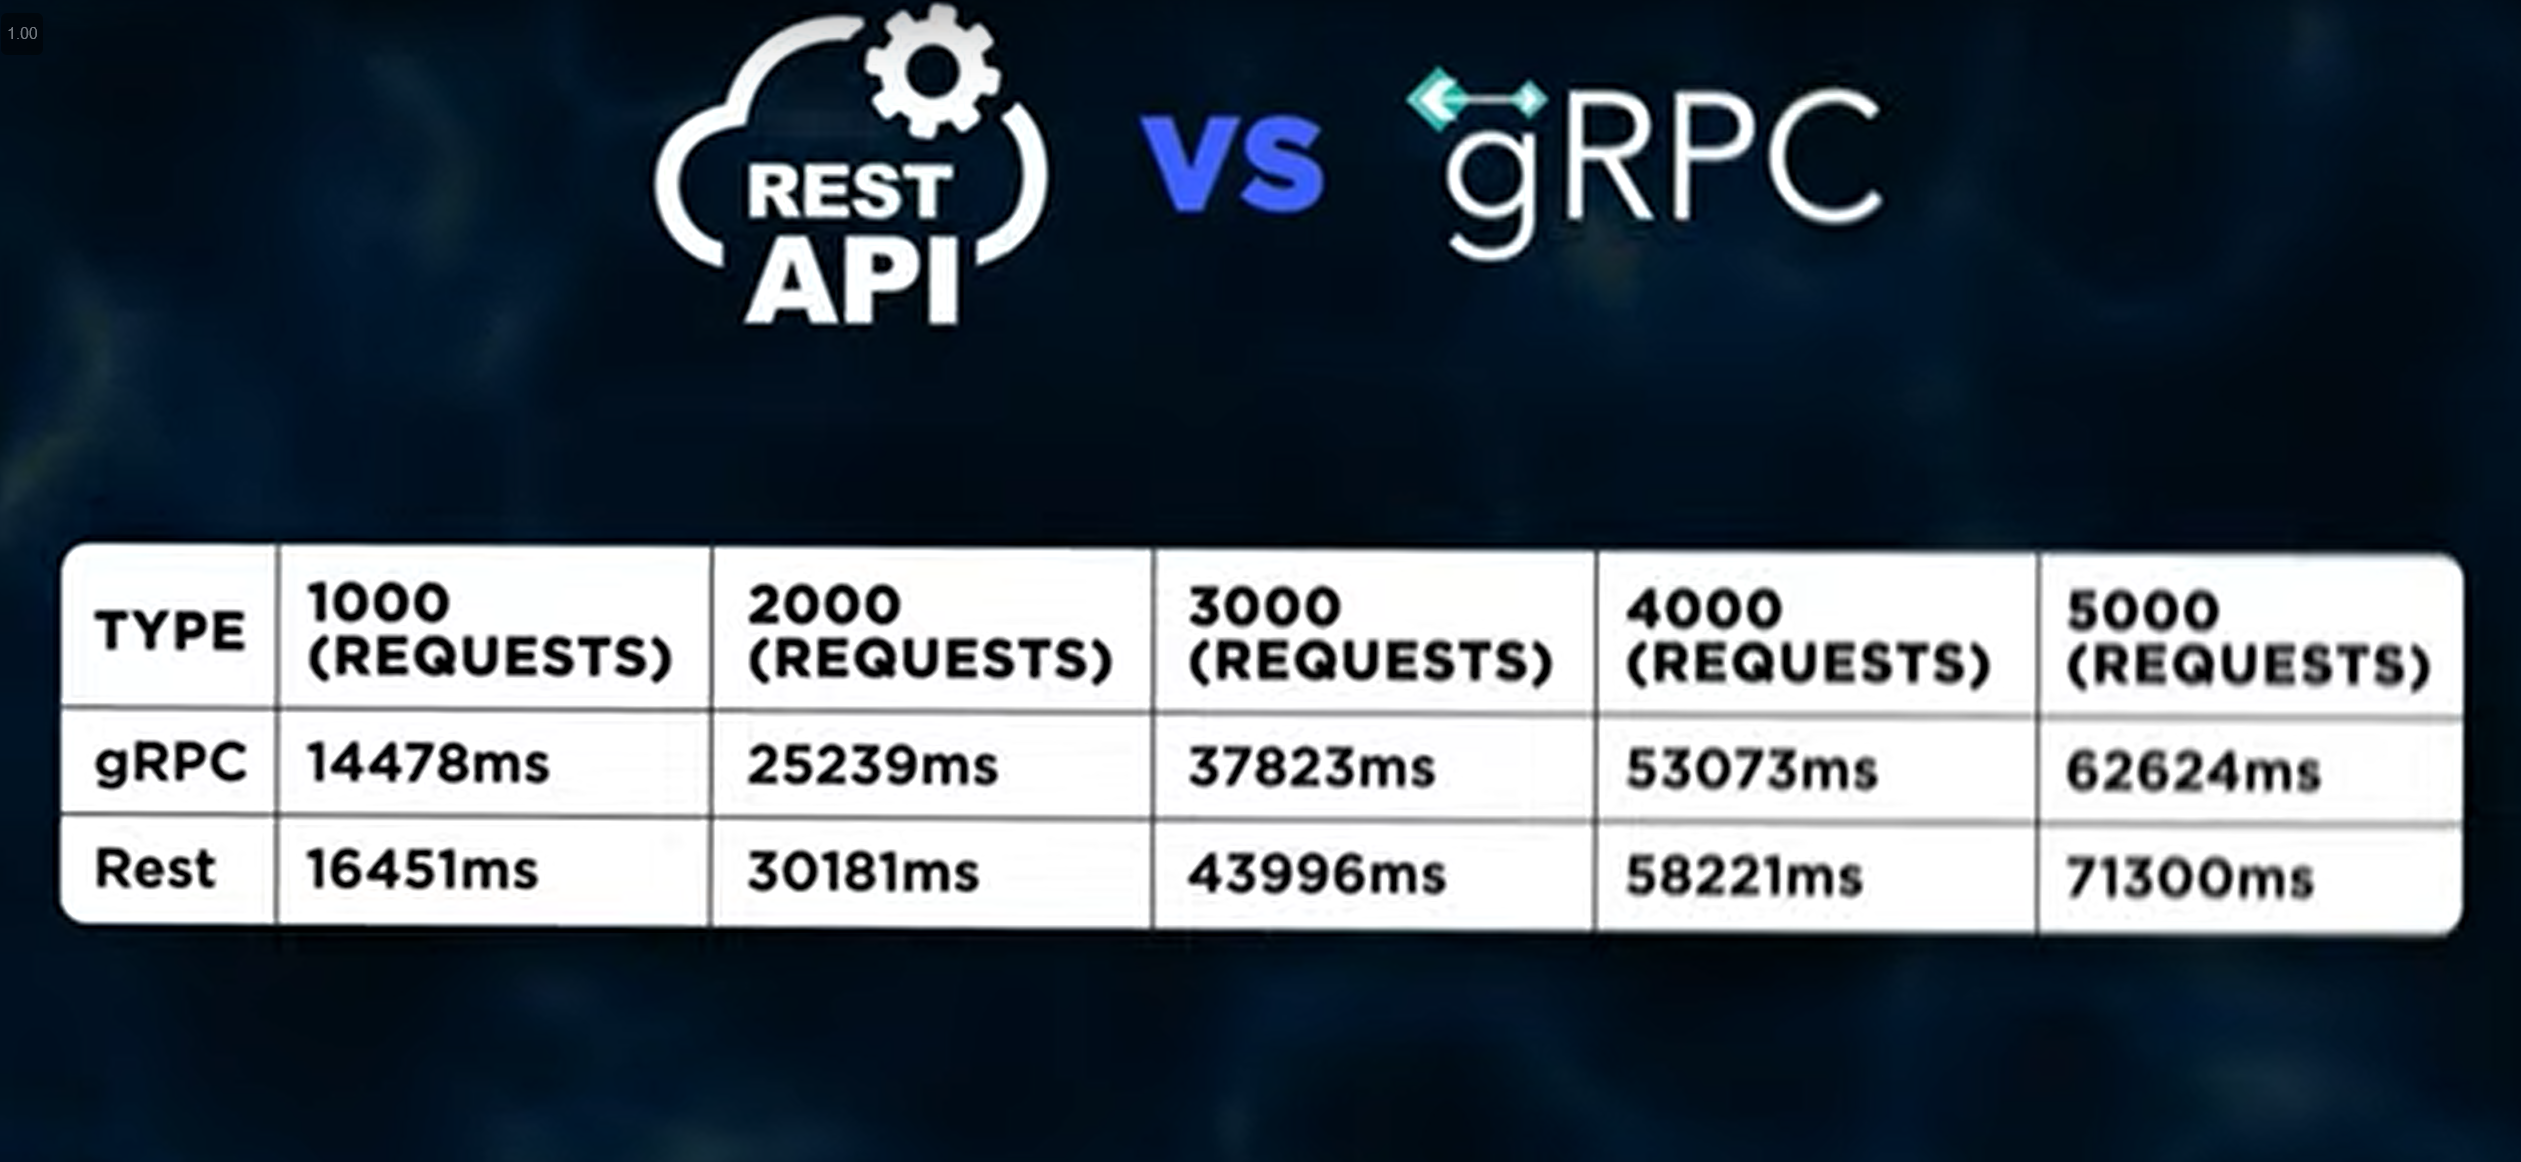 1.00
REST
API
VS
gRPC
TYPE
1000
(REQUESTS)
2000
(REQUESTS)
3000
(REQUESTS)
4000
(REQUESTS)
5000
(REQUESTS)
gRPC 14478ms 25239ms 37823ms 53073ms 62624ms
Rest 16451ms 30181ms 43996ms 58221ms 71300ms